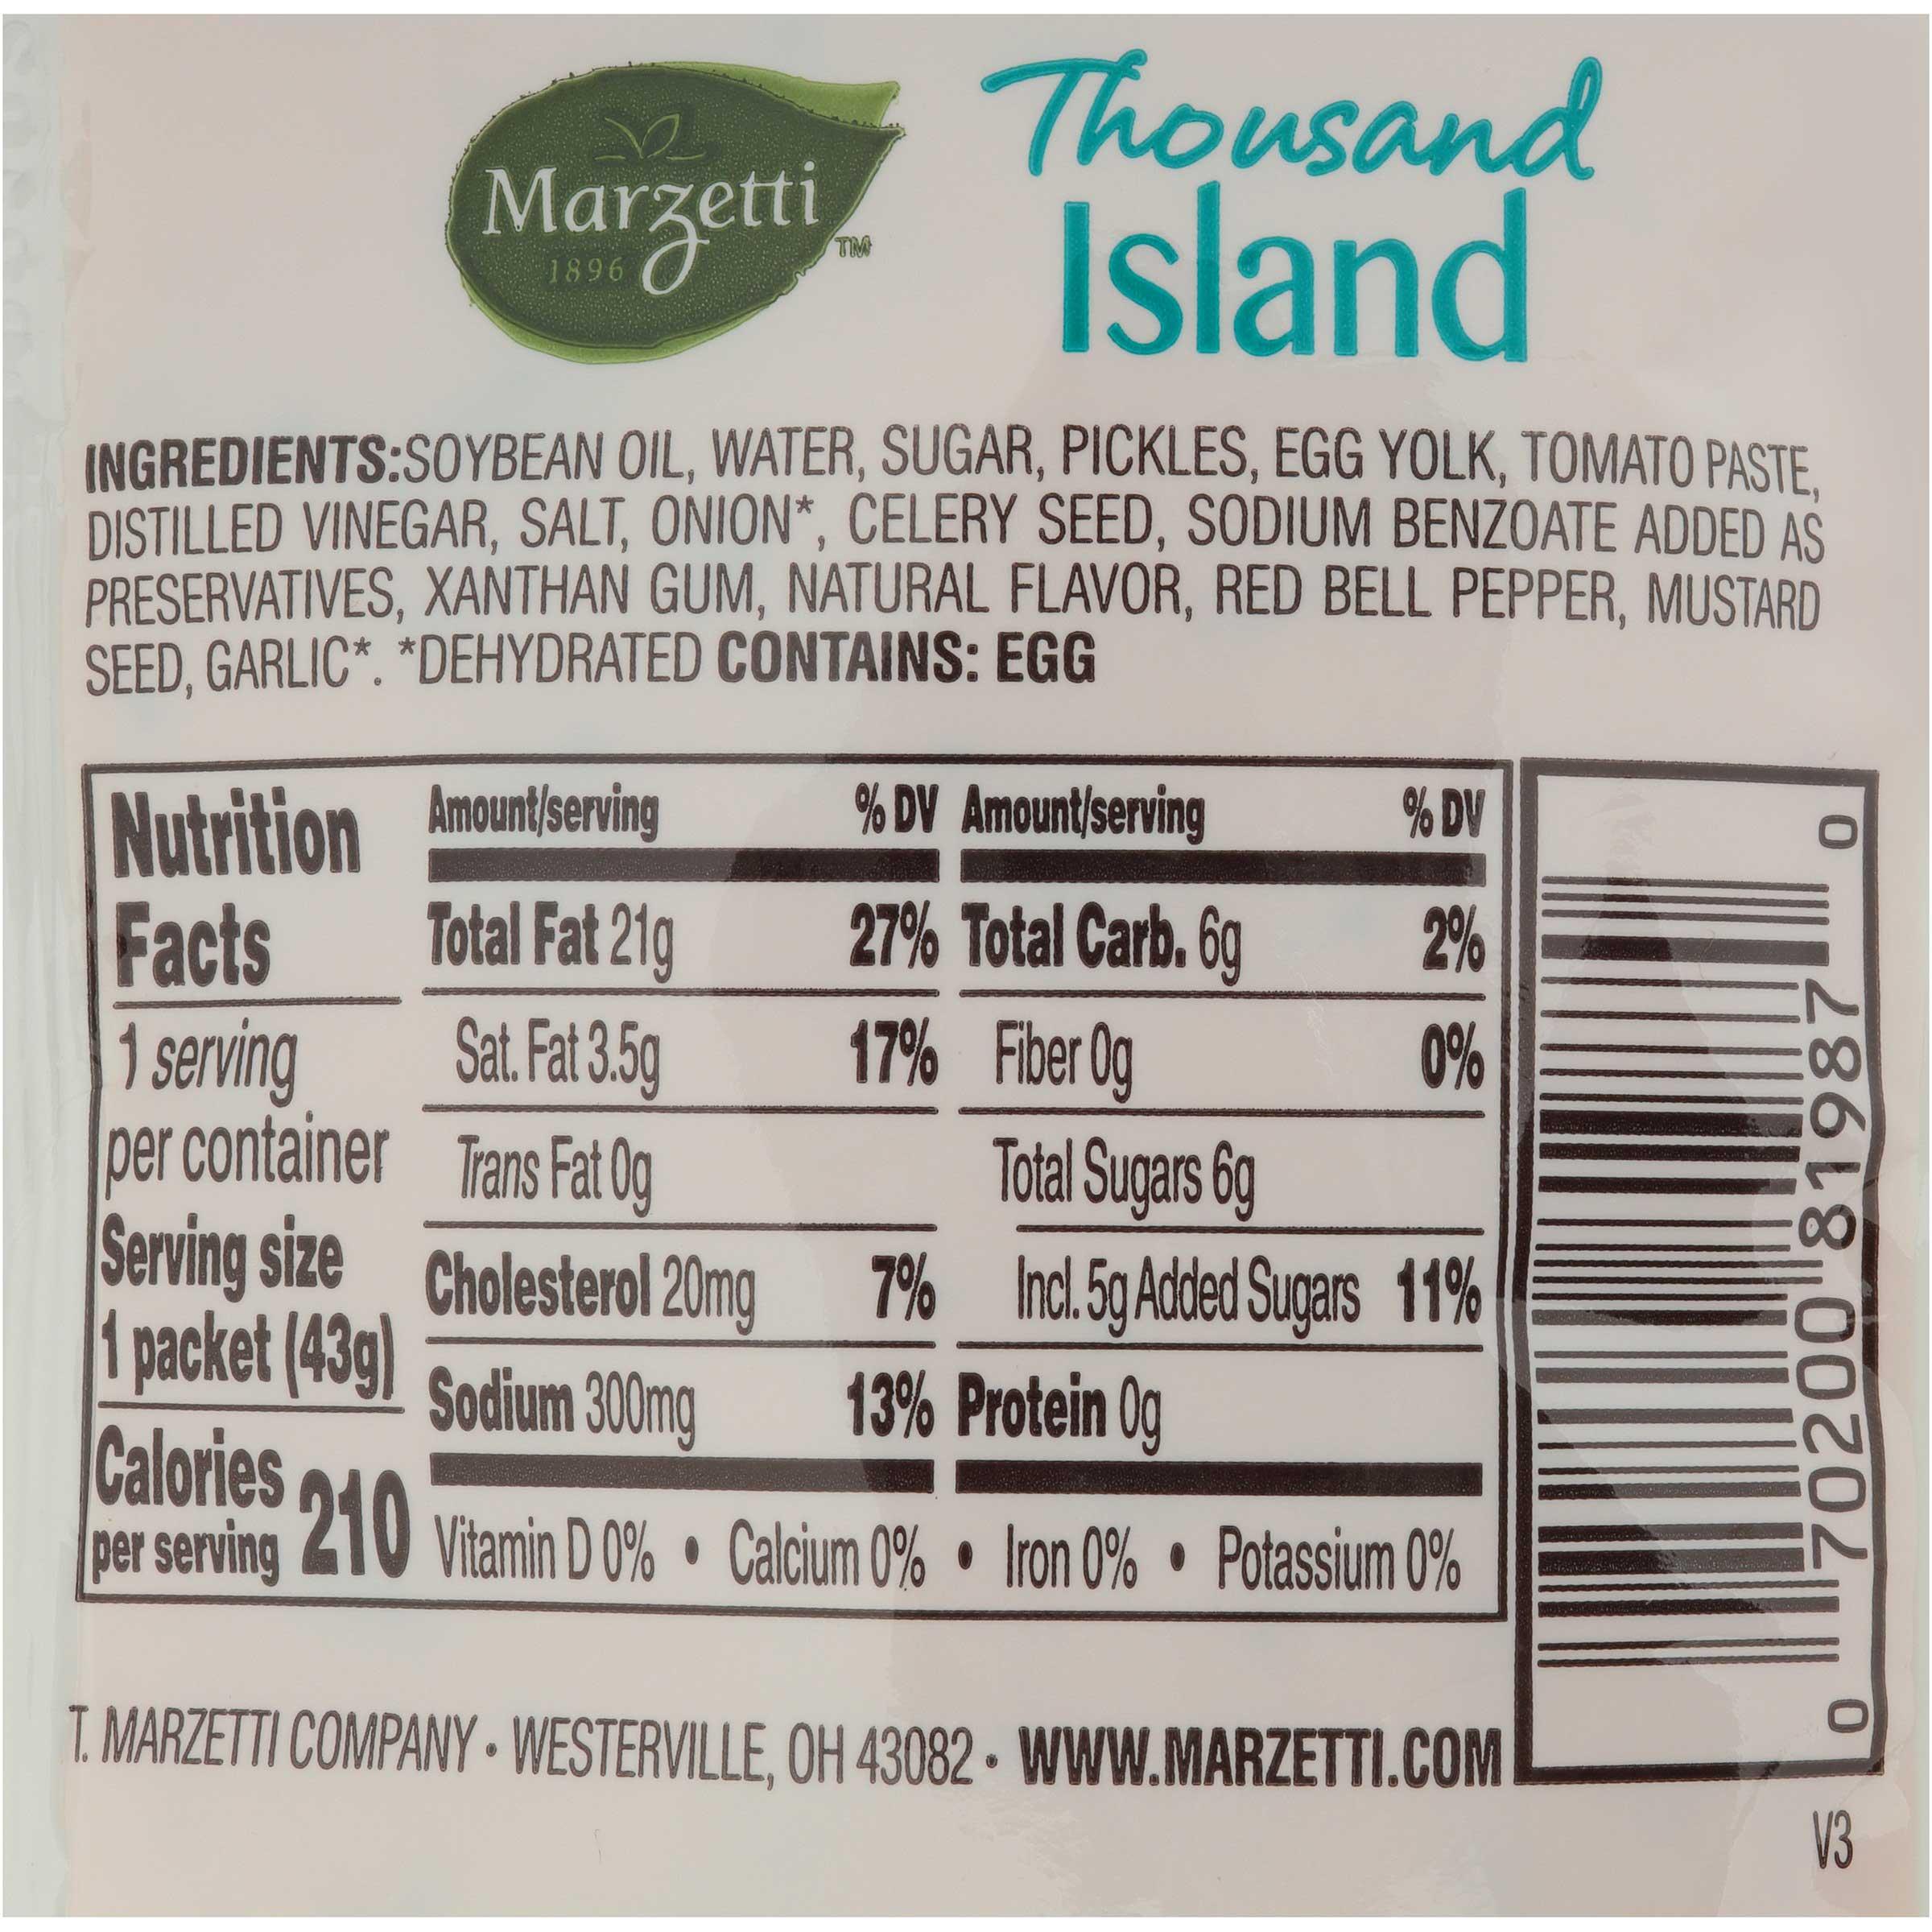 Marzetti
TM
1896
Thousand
Island
INGREDIENTS:SOYBEAN OIL, WATER, SUGAR, PICKLES, EGG YOLK, TOMATO PASTE,
DISTILLED VINEGAR, SALT, ONION*, CELERY SEED, SODIUM BENZOATE ADDED AS
PRESERVATIVES, XANTHAN GUM, NATURAL FLAVOR, RED BELL PEPPER, MUSTARD
SEED, GARLIC*. *DEHYDRATED CONTAINS: EGG
Nutrition
Facts
1 serving
per container
Serving size
1 packet (43g)
Calories
per serving 210
Amount/serving % DV Amount/serving % DV
Total Fat 21g 27% Total Carb. 6g 2%
Sat. Fat 3.5g 17% Fiber 0g 0%
Trans Fat 0g Total Sugars 6g
Cholesterol 20mg 7% Incl. 5g Added Sugars 11%
Sodium 300mg 13% Protein 0g
Vitamin D 0% • Calcium 0% • Iron 0% • Potassium 0%
0 70200 81987 0
T. MARZETTI COMPANY • WESTERVILLE, OH 43082 • WWW.MARZETTI.COM
V3